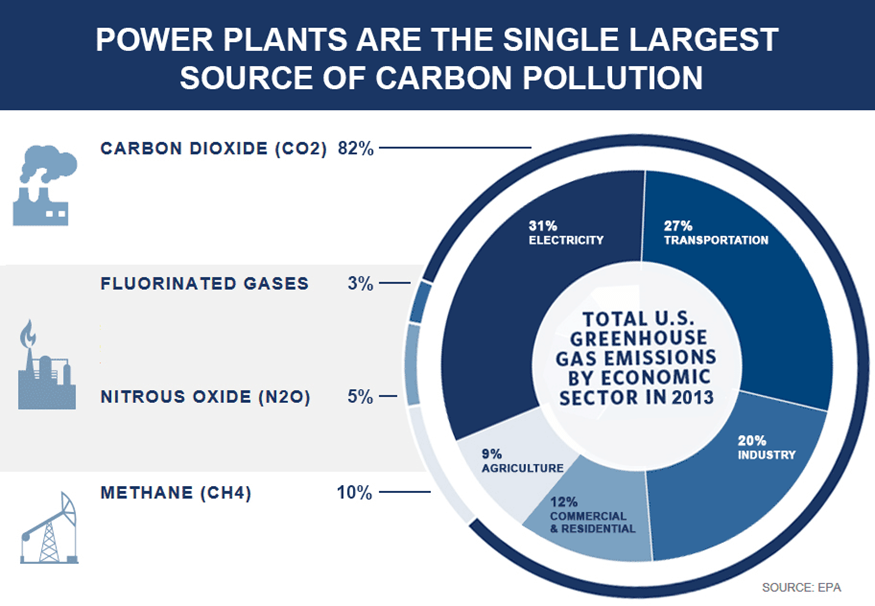 POWER PLANTS ARE THE SINGLE LARGEST
SOURCE OF CARBON POLLUTION
CARBON DIOXIDE (CO2) 82%
FLUORINATED GASES 3%
NITROUS OXIDE (N2O) 5%
METHANE (CH4) 10%
31%
ELECTRICITY
27%
TRANSPORTATION
20%
INDUSTRY
12%
COMMERCIAL
& RESIDENTIAL
9%
AGRICULTURE
TOTAL U.S.
GREENHOUSE
GAS EMISSIONS
BY ECONOMIC
SECTOR IN 2013
SOURCE: EPA